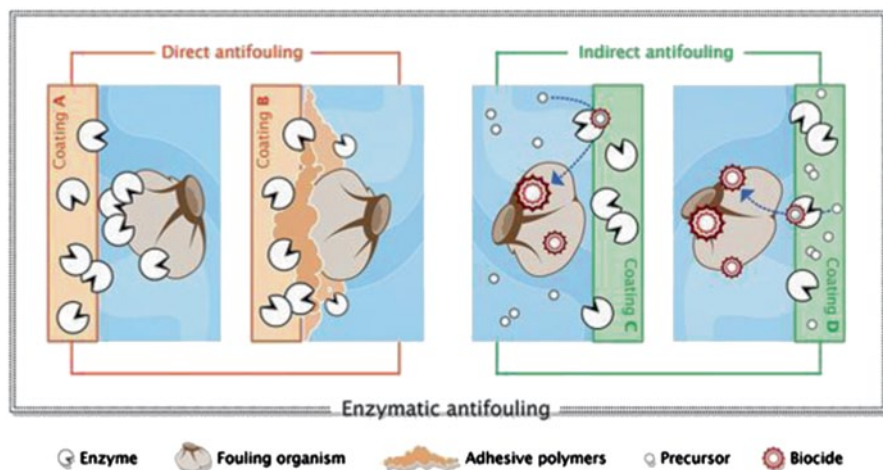 Direct antifouling
Indirect antifouling
Coating A
Coating B
Coating C
Coating D
Enzymatic antifouling
Enzyme
Fouling organism
Adhesive polymers
Precursor
Biocide